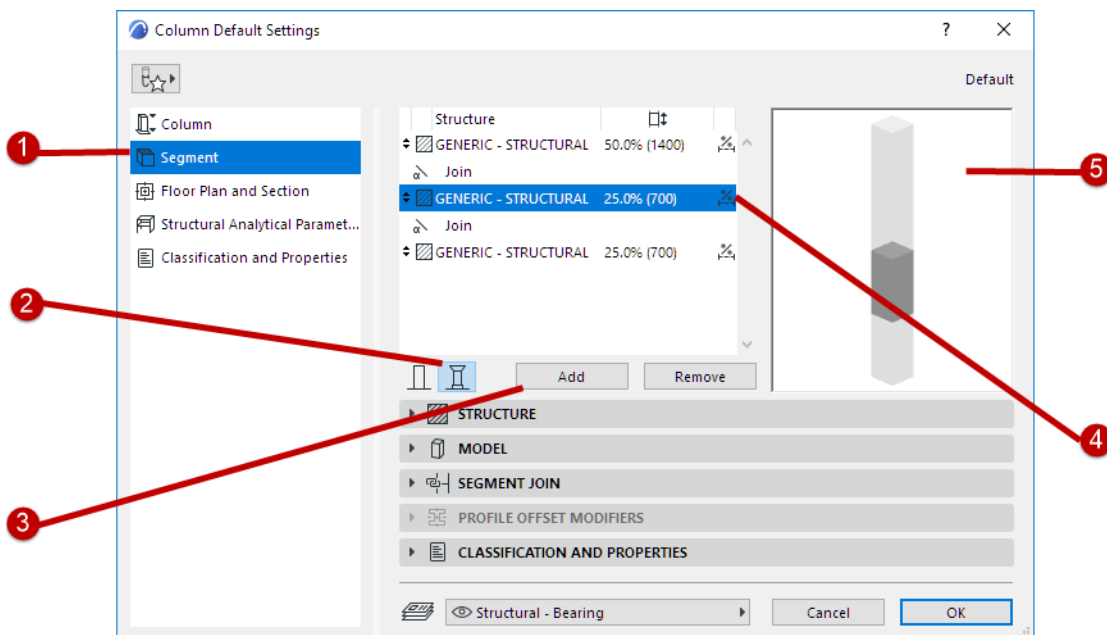 Column Default Settings ?
Default
Column
Segment
Floor Plan and Section
Structural Analytical Paramet...
Classification and Properties
Structure
GENERIC - STRUCTURAL 50.0% (1400)
Join
GENERIC - STRUCTURAL 25.0% (700)
Join
GENERIC - STRUCTURAL 25.0% (700)
Add Remove
STRUCTURE
MODEL
SEGMENT JOIN
PROFILE OFFSET MODIFIERS
CLASSIFICATION AND PROPERTIES
Structural - Bearing Cancel OK
1
2
3
4
5